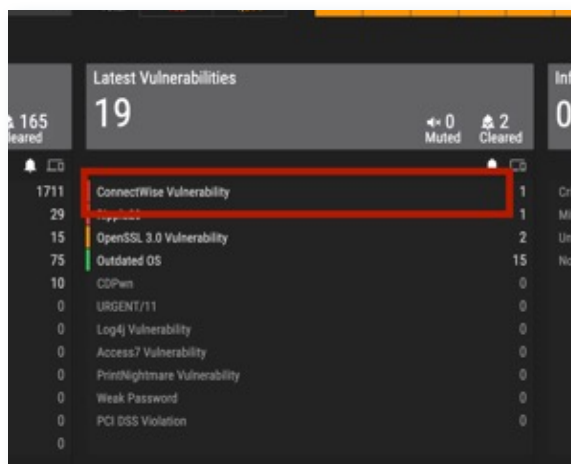 Latest Vulnerabilities
19
0
Muted
2
Cleared
165
1711
ConnectWise Vulnerability
1
29
1
15
OpenSSL 3.0 Vulnerability
2
75
Outdated OS
15
10
CDPwn
0
0
URGENT/11
0
0
Log4j Vulnerability
0
0
Access7 Vulnerability
0
0
PrintNightmare Vulnerability
0
0
Weak Password
0
0
PCI DSS Violation
0
0